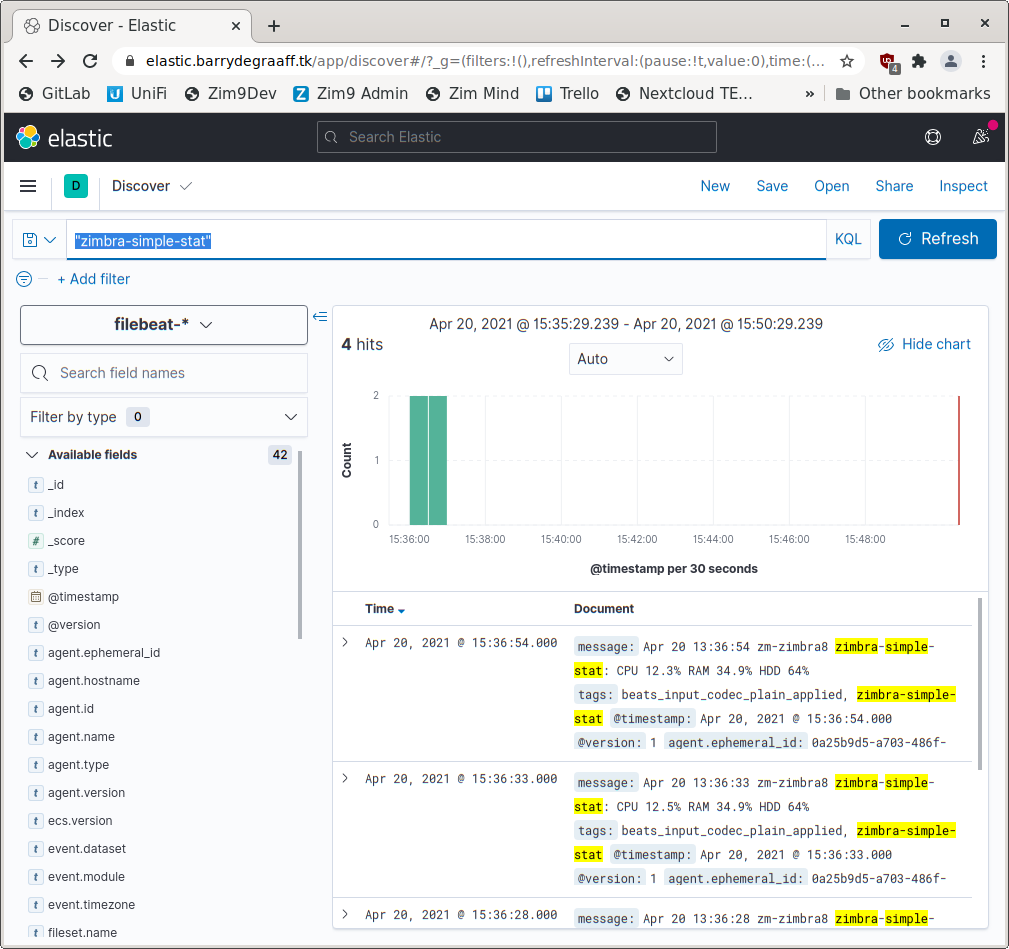 Discover - Elastic
elastic.barrydegraaff.tk/app/discover#/?_g=(filters:!(),refreshInterval:(pause:!t,value:0),time:(...
4
GitLab UniFi Zim9Dev Zim9 Admin Zim Mind Trello Nextcloud TE... » Other bookmarks
elastic Search Elastic
D Discover New Save Open Share Inspect
"zimbra-simple-stat" KQL Refresh
+ Add filter
filebeat-*
Search field names
Filter by type 0
Available fields 42
t _id
t _index
# _score
t _type
@timestamp
t @version
t agent.ephemeral_id
t agent.hostname
t agent.id
t agent.name
t agent.type
t agent.version
t ecs.version
t event.dataset
t event.module
t event.timezone
t fileset.name
Apr 20, 2021 @ 15:35:29.239 - Apr 20, 2021 @ 15:50:29.239
4 hits
Auto
Hide chart
Count
2
1
0
15:36:00 15:38:00 15:40:00 15:42:00 15:44:00 15:46:00 15:48:00
@timestamp per 30 seconds
Time Document
Apr 20, 2021 @ 15:36:54.000 message: Apr 20 13:36:54 zm-zimbra8 zimbra-simple-
stat: CPU 12.3% RAM 34.9% HDD 64%
tags: beats_input_codec_plain_applied, zimbra-simple-
stat @timestamp: Apr 20, 2021 @ 15:36:54.000
@version: 1 agent.ephemeral_id: 0a25b9d5-a703-486f-
Apr 20, 2021 @ 15:36:33.000 message: Apr 20 13:36:33 zm-zimbra8 zimbra-simple-
stat: CPU 12.5% RAM 34.9% HDD 64%
tags: beats_input_codec_plain_applied, zimbra-simple-
stat @timestamp: Apr 20, 2021 @ 15:36:33.000
@version: 1 agent.ephemeral_id: 0a25b9d5-a703-486f-
Apr 20, 2021 @ 15:36:28.000 message: Apr 20 13:36:28 zm-zimbra8 zimbra-simple-